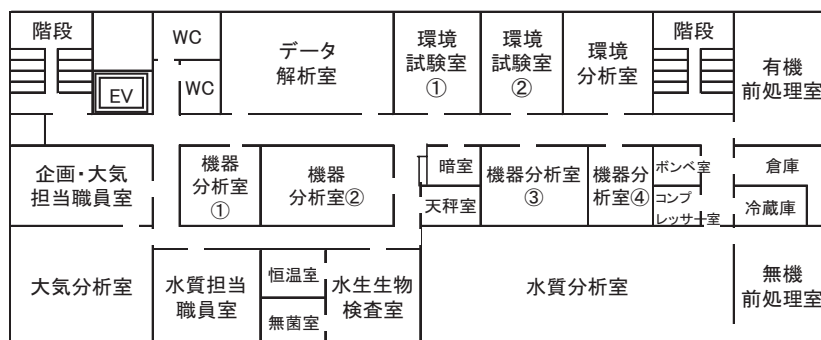 階段
EV
WC
WC
データ
解析室
環境
試験室
①
環境
試験室
②
環境
分析室
階段
有機
前処理室
企画・大気
担当職員室
機器
分析室
①
機器
分析室②
暗室
天秤室
機器分析室
③
機器分
析室④
ボンベ室
コンプ
レッサー室
倉庫
冷蔵庫
大気分析室
水質担当
職員室
恒温室
無菌室
水生生物
検査室
水質分析室
無機
前処理室